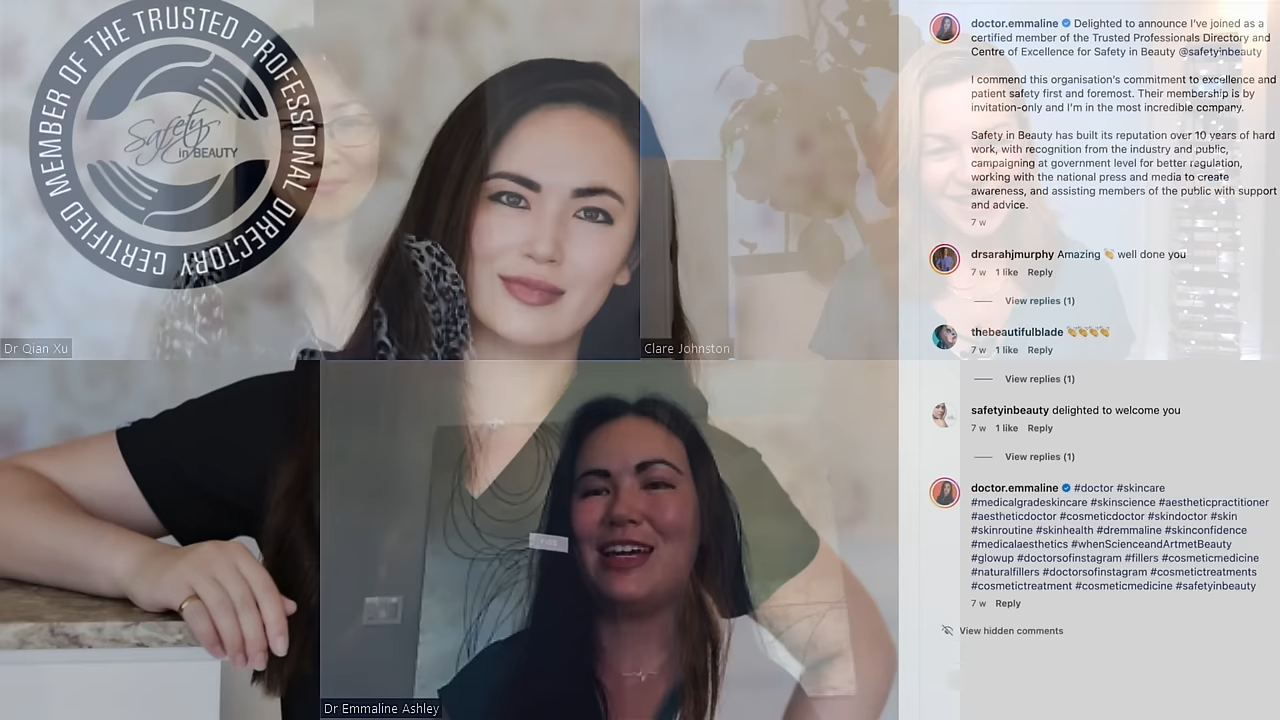 CERTIFIED MEMBER OF THE TRUSTED PROFESSIONAL DIRECTORY
Safety
in BEAUTY
Dr Qian Xu
Clare Johnston
Dr Emmaline Ashley
doctor.emmaline Delighted to announce I've joined as a
certified member of the Trusted Professionals Directory and
Centre of Excellence for Safety in Beauty @safetyinbeauty
I commend this organisation's commitment to excellence and
patient safety first and foremost. Their membership is by
invitation-only and I'm in the most incredible company.
Safety in Beauty has built its reputation over 10 years of hard
work, with recognition from the industry and public,
campaigning at government level for better regulation,
working with the national press and media to create
awareness, and assisting members of the public with support
and advice.
7 w
drsarahjmurphy Amazing 👏 well done you
7 w 1 like Reply
View replies (1)
thebeautifulblade 👏👏👏👏
7 w 1 like Reply
View replies (1)
safetyinbeauty delighted to welcome you
7 w 1 like Reply
View replies (1)
doctor.emmaline #doctor #skincare
#medicalgradeskincare #skinscience #aestheticpractitioner
#aestheticdoctor #cosmeticdoctor #skindoctor #skin
#skinroutine #skinhealth #dremmaline #skinconfidence
#medicalaesthetics #whenScienceandArtmetBeauty
#glowup #doctorsofinstagram #fillers #cosmeticmedicine
#naturalfillers #doctorsofinstagram #cosmetictreatments
#cosmetictreatment #cosmeticmedicine #safetyinbeauty
7 w Reply
View hidden comments